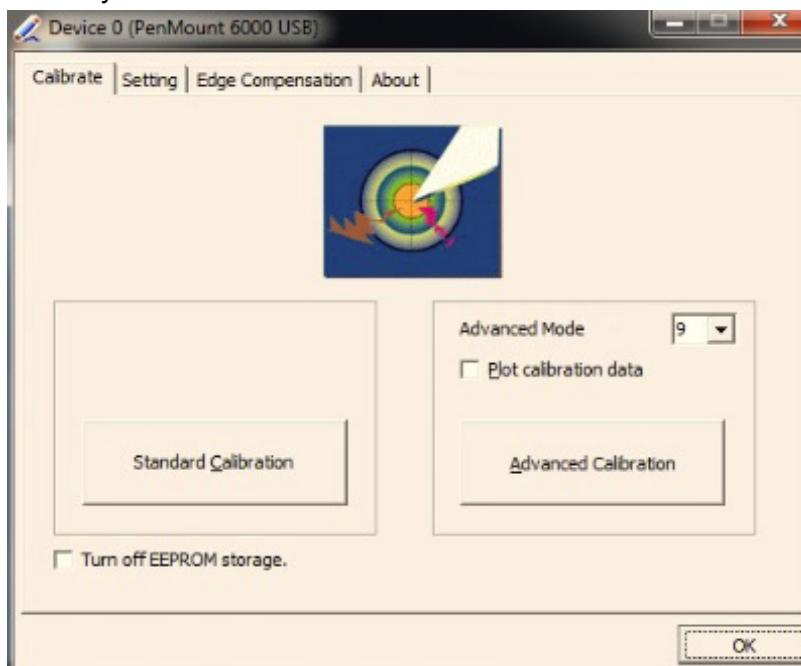 Device 0 (PenMount 6000 USB)
Calibrate Setting Edge Compensation About
Advanced Mode 9
Plot calibration data
Standard Calibration
Advanced Calibration
Turn off EEPROM storage.
OK